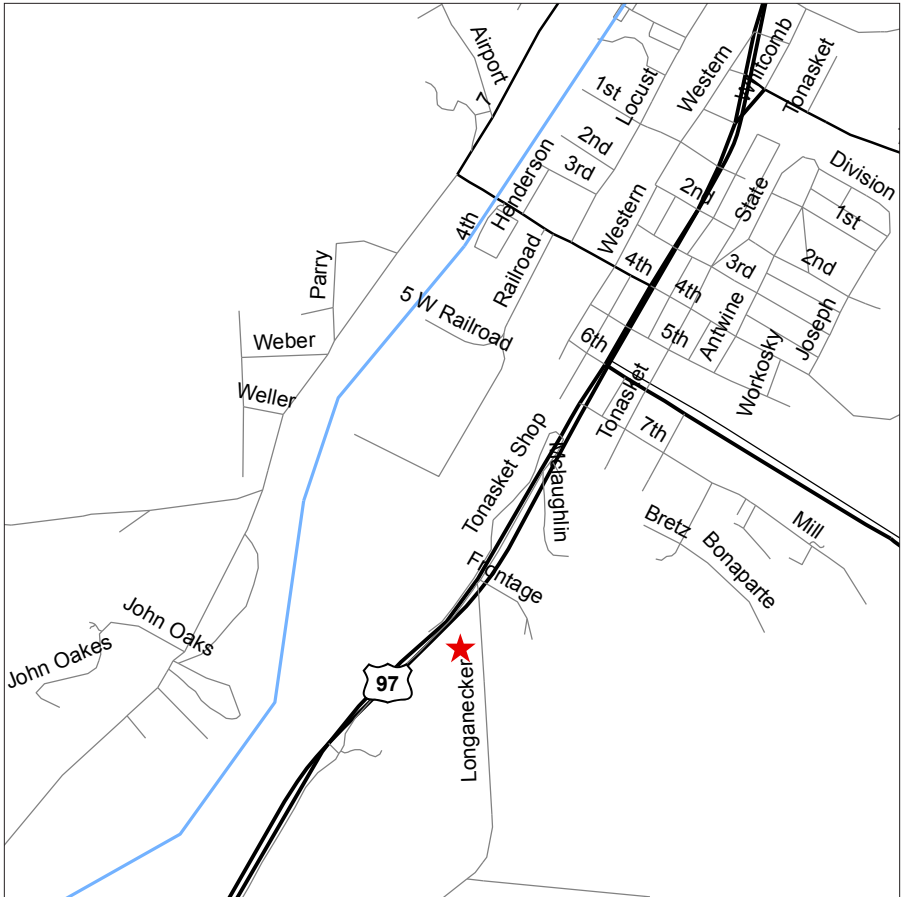 Airport
7
1st
Locust
Western
Whitcomb
Tonasket
2nd
3rd
Henderson
4th
Division
1st
2nd
State
2nd
Western
4th
3rd
4th
Railroad
Parry
5 W Railroad
5th
Antwine
Joseph
Workosky
6th
Weber
Weller
Tonasket
7th
Tonasket Shop
Mclaughlin
Bretz
Bonaparte
Mill
Frontage
John Oaks
John Oakes
97
Longanecker